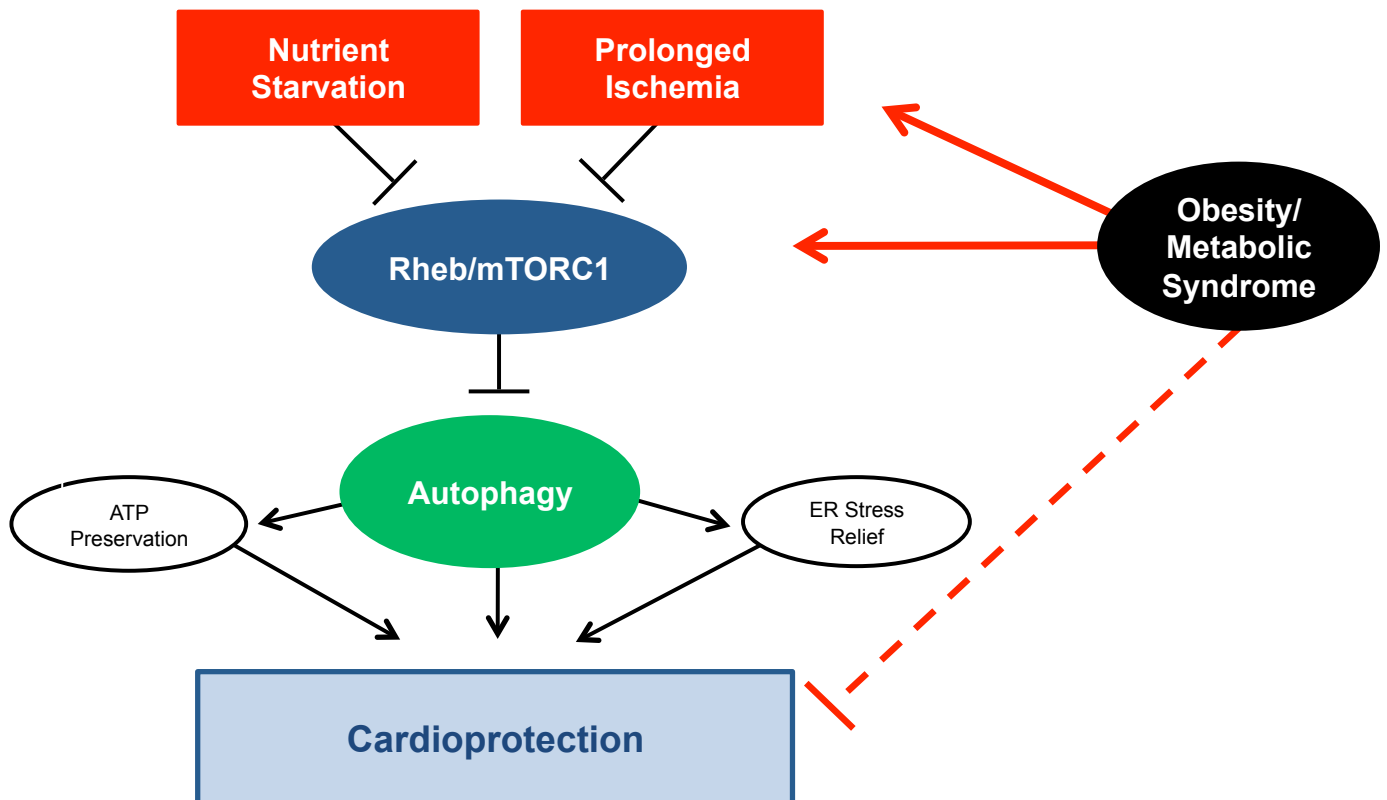 Nutrient
Starvation
Prolonged
Ischemia
Obesity/
Metabolic
Syndrome
Rheb/mTORC1
Autophagy
ATP
Preservation
ER Stress
Relief
Cardioprotection